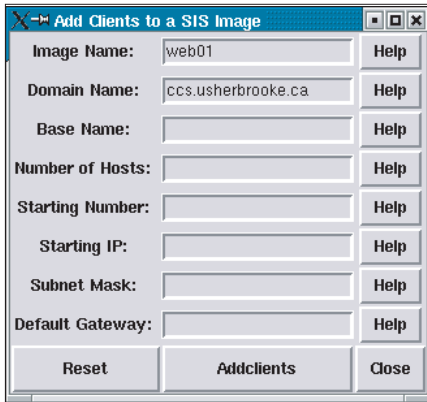 Add Clients to a SIS Image
Image Name: web01 Help
Domain Name: ccs.usherbrooke.ca Help
Base Name: Help
Number of Hosts: Help
Starting Number: Help
Starting IP: Help
Subnet Mask: Help
Default Gateway: Help
Reset Addclients Close